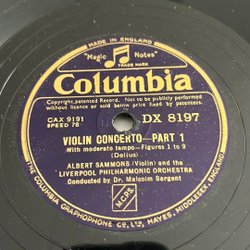 MADE IN ENGLAND
"Magic Notes"
TRADE MARK
Columbia
(Copyright, patented Record. Not to be publicly
performed without licence nor sold below
price fixed by patentees.)
CAX 9191
SPEED 78
DX 8197
VIOLIN CONCERTO—PART 1
With moderato tempo—Figures 1 to 9
(Delius)
ALBERT SAMMONS (Violin) and the
LIVERPOOL PHILHARMONIC ORCHESTRA
Conducted by Dr. Malcolm Sargent
M.C.P.S.
THE COLUMBIA GRAPHOPHONE CO., LTD., HAYES, MIDDLESEX, ENGLAND